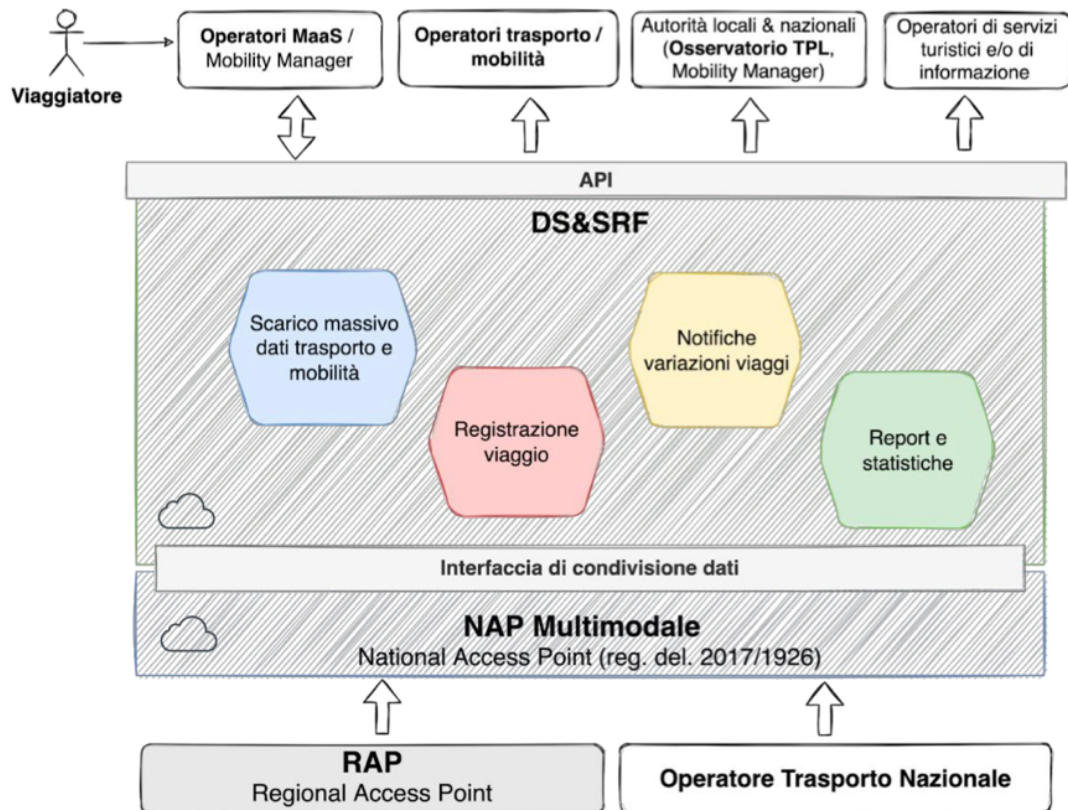 Viaggiatore
Operatori MaaS /
Mobility Manager
Operatori trasporto /
mobilità
Autorità locali & nazionali
(Osservatorio TPL,
Mobility Manager)
Operatori di servizi
turistici e/o di
informazione
API
DS&SRF
Scarico massivo
dati trasporto e
mobilità
Registrazione
viaggio
Notifiche
variazioni viaggi
Report e
statistiche
Interfaccia di condivisione dati
NAP Multimodale
National Access Point (reg. del. 2017/1926)
RAP
Regional Access Point
Operatore Trasporto Nazionale